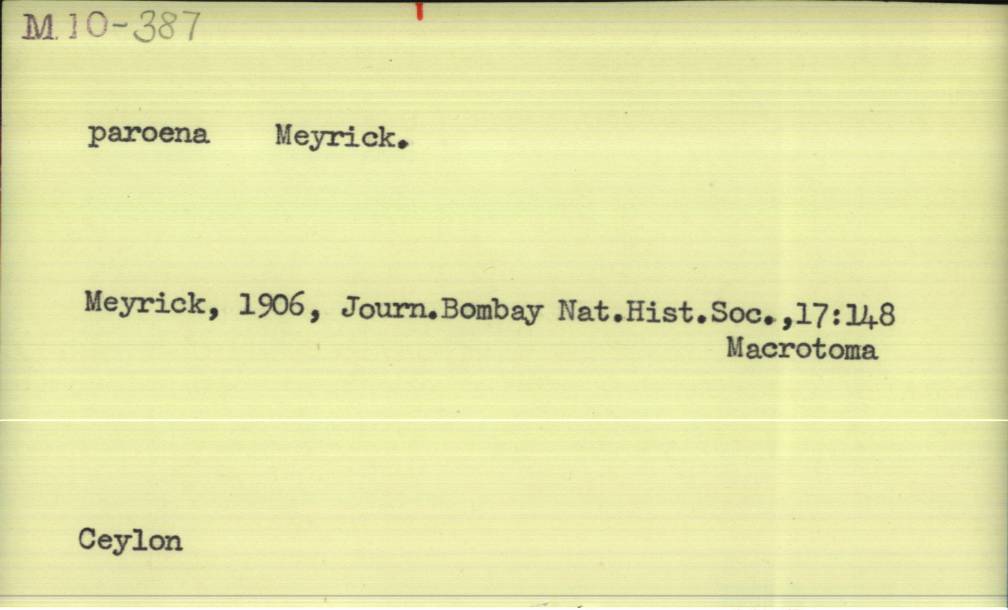 M.10-387
paroena Meyrick.
Meyrick, 1906, Journ.Bombay Nat.Hist.Soc.,17:148
Macrotoma
Ceylon